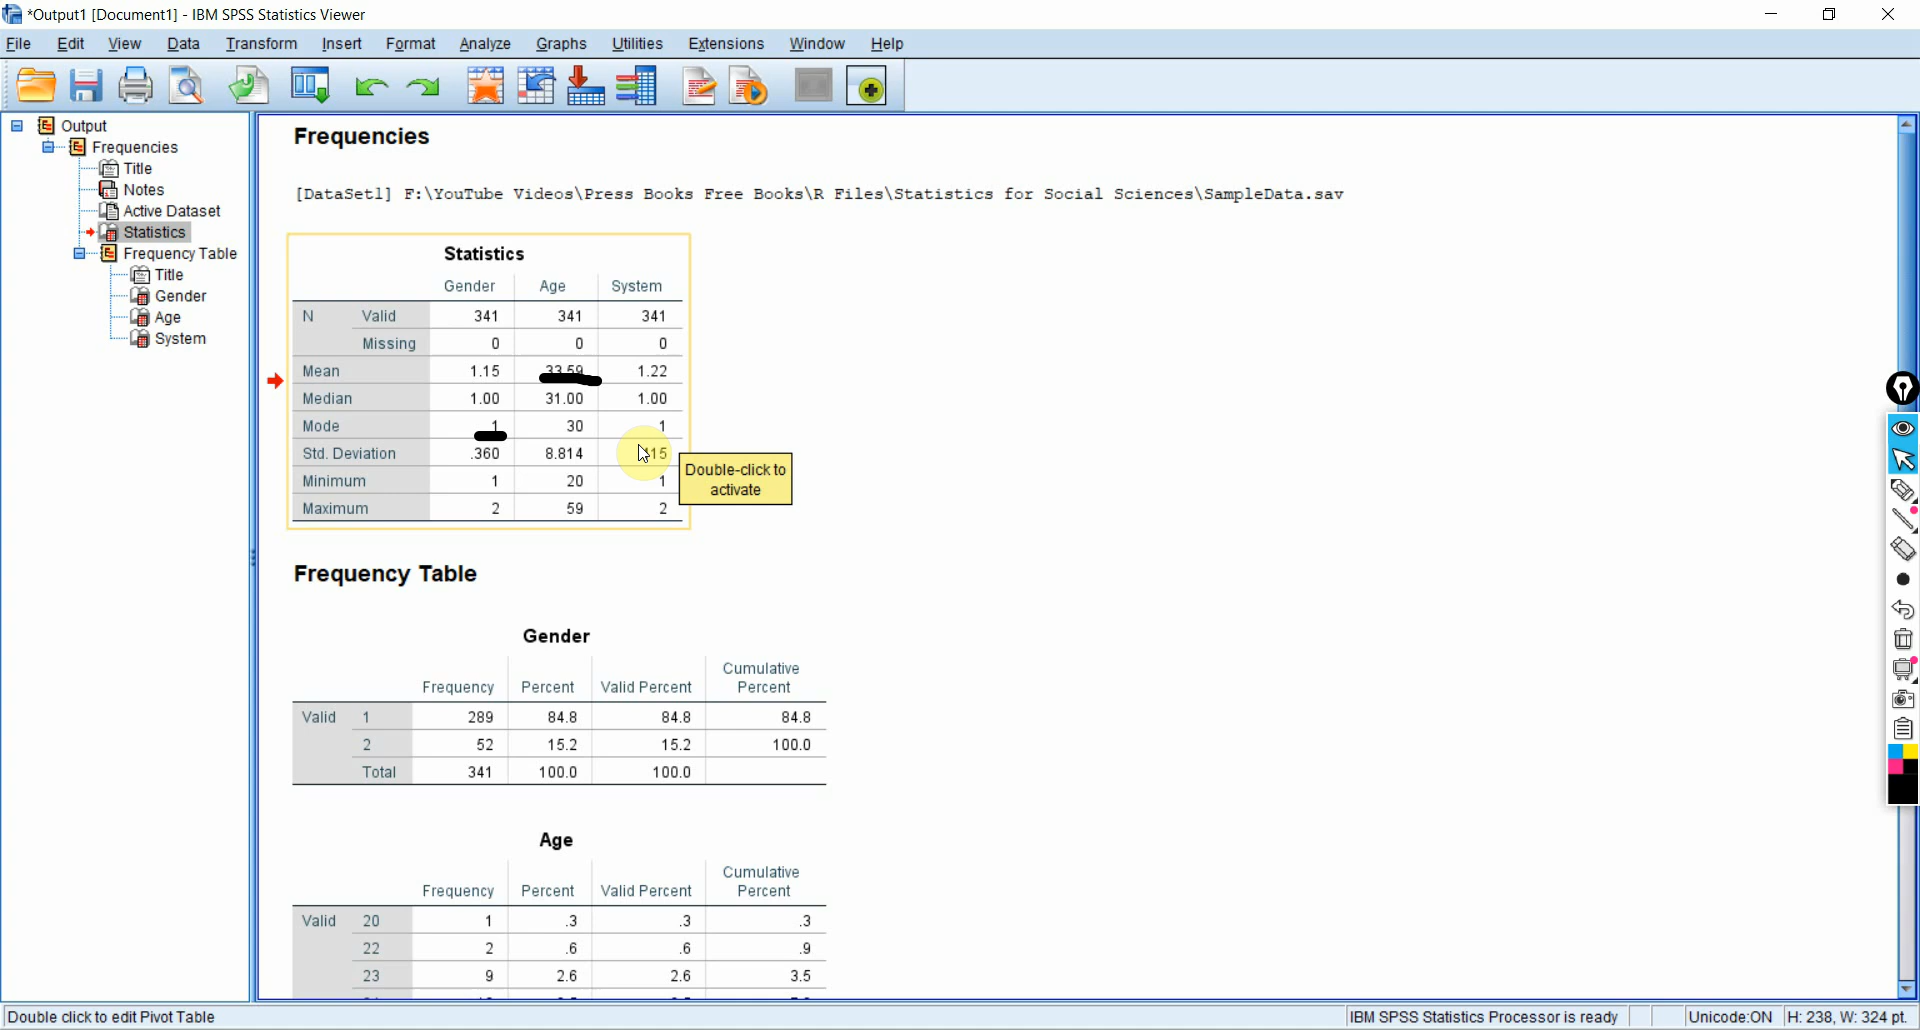 *Output1 [Document1] - IBM SPSS Statistics Viewer
File Edit View Data Transform Insert Format Analyze Graphs Utilities Extensions Window Help
Output
Frequencies
Title
Notes
Active Dataset
Statistics
Frequency Table
Title
Gender
Age
System
Frequencies
[DataSet1] F:\YouTube Videos\Press Books Free Books\R Files\Statistics for Social Sciences\SampleData.sav
Statistics
Gender Age System
N Valid 341 341 341
Missing 0 0 0
Mean 1.15 33.59 1.22
Median 1.00 31.00 1.00
Mode 1 30 1
Std. Deviation .360 8.814
Minimum 1 20 1
Maximum 2 59 2
Double-click to
activate
Frequency Table
Gender
Frequency Percent Valid Percent Cumulative Percent
Valid 1 289 84.8 84.8 84.8
2 52 15.2 15.2 100.0
Total 341 100.0 100.0
Age
Frequency Percent Valid Percent Cumulative Percent
Valid 20 1 .3 .3 .3
22 2 .6 .6 .9
23 9 2.6 2.6 3.5
Double click to edit Pivot Table
IBM SPSS Statistics Processor is ready
Unicode:ON
H: 238, W: 324 pt.